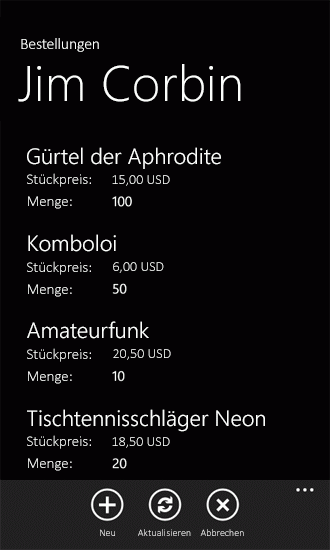 Bestellungen
Jim Corbin
Gürtel der Aphrodite
Stückpreis: 15,00 USD
Menge: 100
Komboloi
Stückpreis: 6,00 USD
Menge: 50
Amateurfunk
Stückpreis: 20,50 USD
Menge: 10
Tischtennisschläger Neon
Stückpreis: 18,50 USD
Menge: 20
Neu Aktualisieren Abbrechen